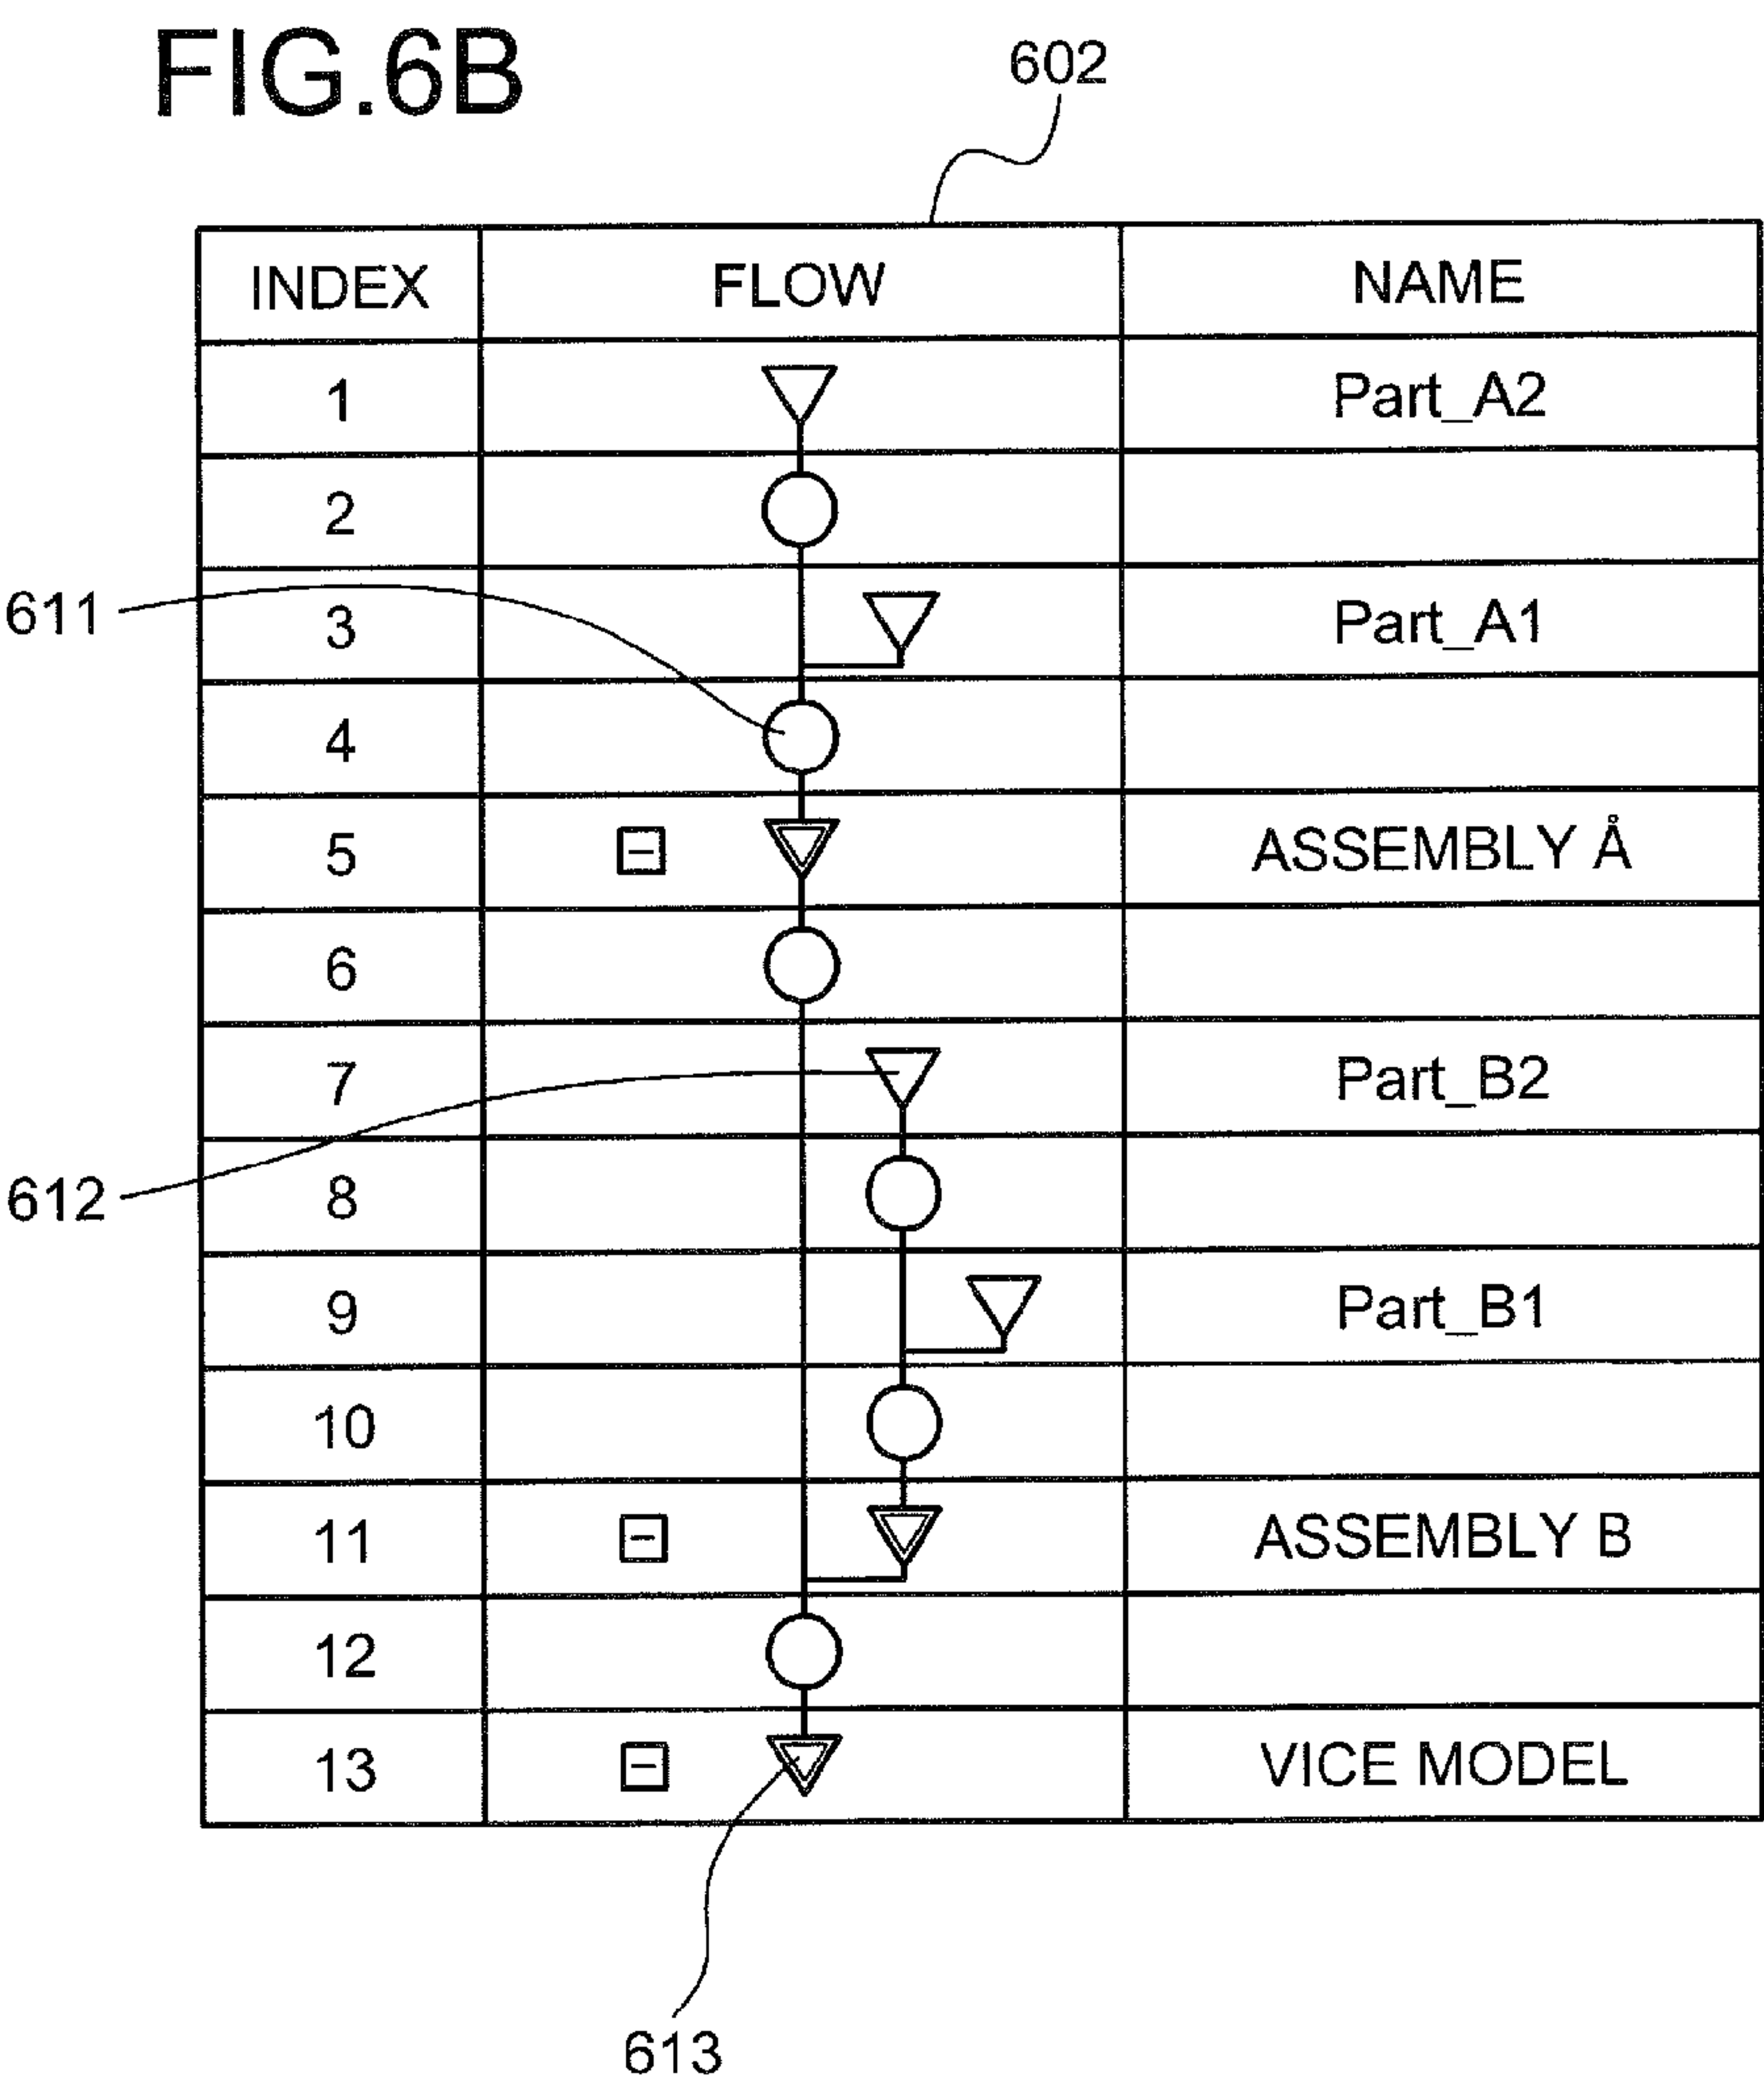 FIG.6B
602
INDEX FLOW NAME
1 Part_A2
2
3 Part_A1
611
4
5 ASSEMBLY Å
6
7 Part_B2
612
8
9 Part_B1
10
11 ASSEMBLY B
12
13 VICE MODEL
613